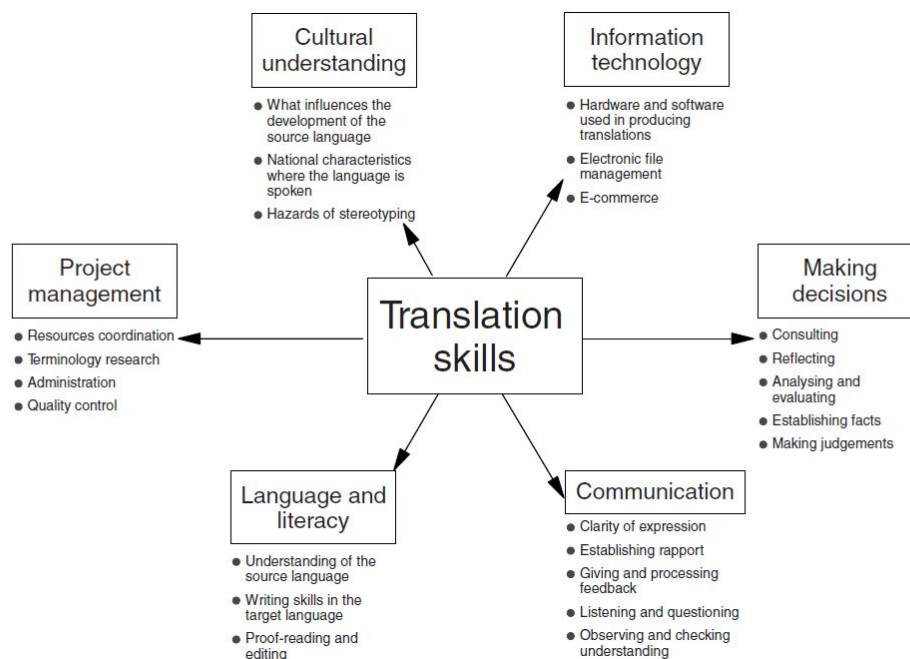 Cultural
understanding
What influences the
development of the
source language
National characteristics
where the language is
spoken
Hazards of stereotyping
Information
technology
Hardware and software
used in producing
translations
Electronic file
management
E-commerce
Project
management
Resources coordination
Terminology research
Administration
Quality control
Translation
skills
Making
decisions
Consulting
Reflecting
Analysing and
evaluating
Establishing facts
Making judgements
Language and
literacy
Understanding of the
source language
Writing skills in the
target language
Proof-reading and
editing
Communication
Clarity of expression
Establishing rapport
Giving and processing
feedback
Listening and questioning
Observing and checking
understanding